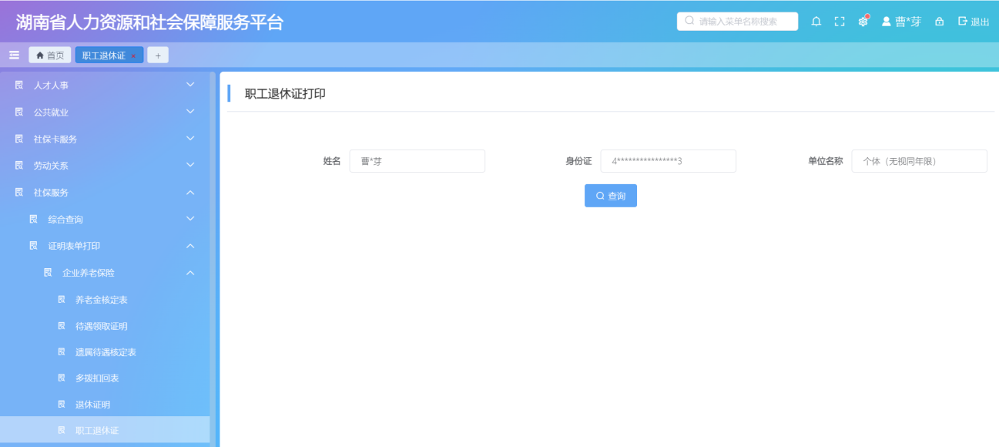 湖南省人力资源和社会保障服务平台
请输入菜单名称搜索
曹*芽
退出
首页
职工退休证 ×
+
人才人事
公共就业
社保卡服务
劳动关系
社保服务
综合查询
证明表单打印
企业养老保险
养老金核定表
待遇领取证明
遗属待遇核定表
多拨扣回表
退休证明
职工退休证
职工退休证打印
姓名 曹*芽 身份证 4****************3 单位名称 个体（无视同年限）
查询